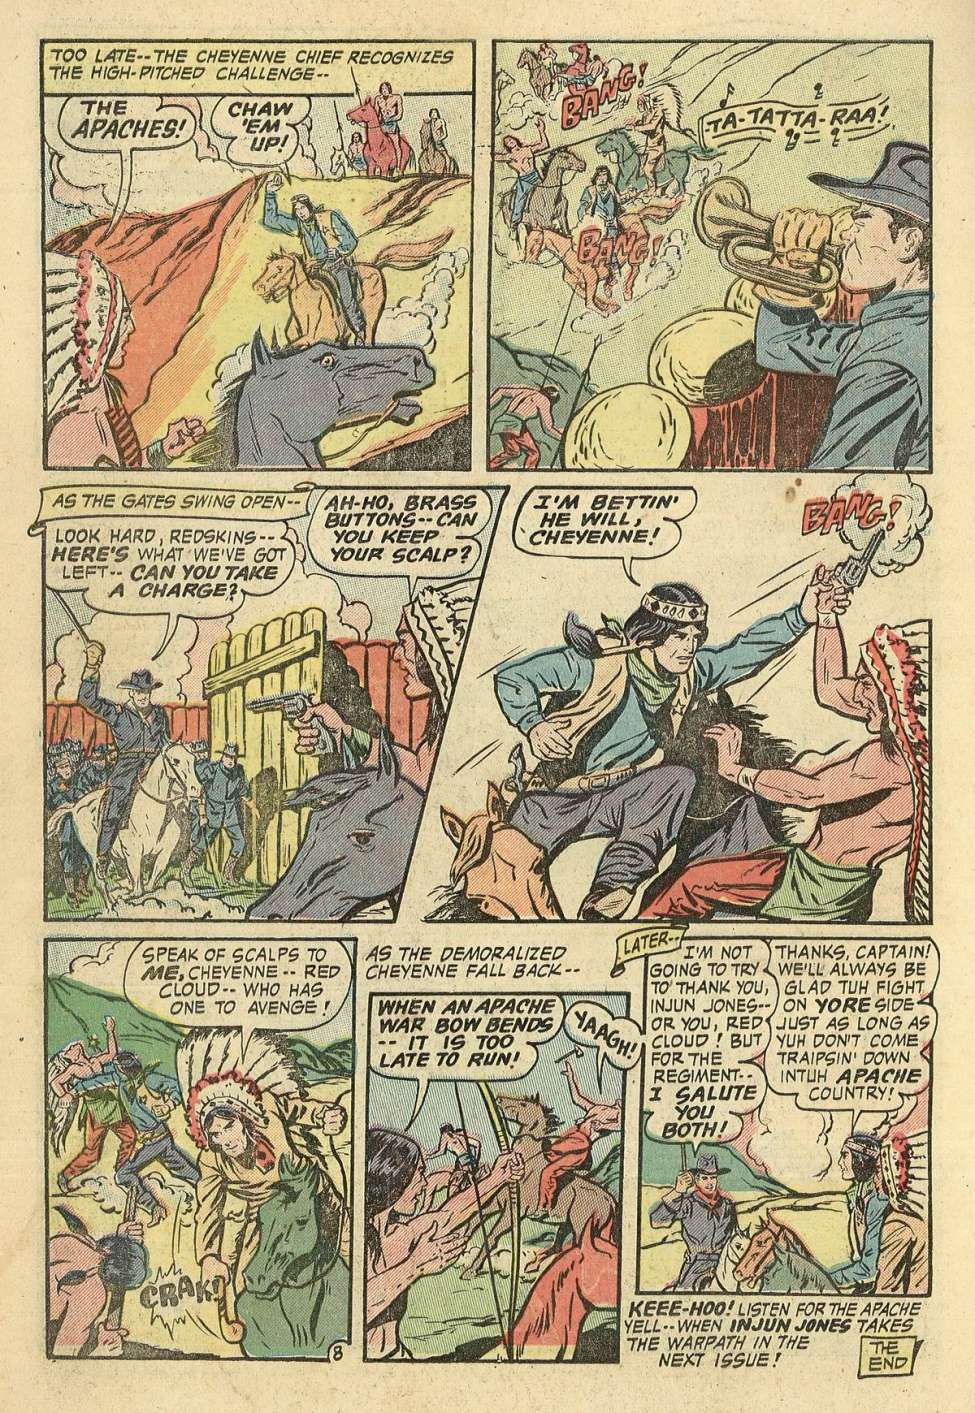 TOO LATE--THE CHEYENNE CHIEF RECOGNIZES
THE HIGH-PITCHED CHALLENGE--
THE
APACHES!
CHAW
'EM
UP!
BANG!
TA-TATTA-RAA!
BANG!
AS THE GATES SWING OPEN--
LOOK HARD, REDSKINS--
HERE'S WHAT WE'VE GOT
LEFT-- CAN YOU TAKE
A CHARGE?
AH-HO, BRASS
BUTTONS-- CAN
YOU KEEP
YOUR SCALP?
I'M BETTIN'
HE WILL,
CHEYENNE!
BANG!
SPEAK OF SCALPS TO
ME, CHEYENNE-- RED
CLOUD-- WHO HAS
ONE TO AVENGE!
CRAK!
8
AS THE DEMORALIZED
CHEYENNE FALL BACK--
WHEN AN APACHE
WAR BOW BENDS
-- IT IS TOO
LATE TO RUN!
YAAGH!
LATER--
I'M NOT
GOING TO TRY
TO THANK YOU,
INJUN JONES--
OR YOU, RED
CLOUD! BUT
FOR THE
REGIMENT--
I SALUTE
YOU
BOTH!
THANKS, CAPTAIN!
WE'LL ALWAYS BE
GLAD TUH FIGHT
ON YORE SIDE--
JUST AS LONG AS
YUH DON'T COME
TRAIPSIN' DOWN
INTUH APACHE
COUNTRY!
KEEE-HOO! LISTEN FOR THE APACHE
YELL--WHEN INJUN JONES TAKES
THE WARPATH IN THE
NEXT ISSUE!
THE
END